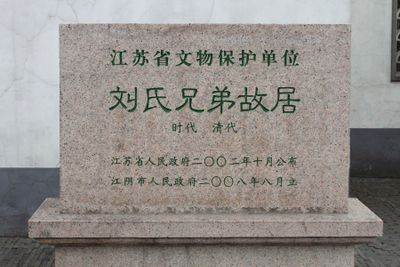 江苏省文物保护单位
刘氏兄弟故居
时代 清代
江苏省人民政府二〇〇二年十月公布
江阴市人民政府二〇〇八年八月立